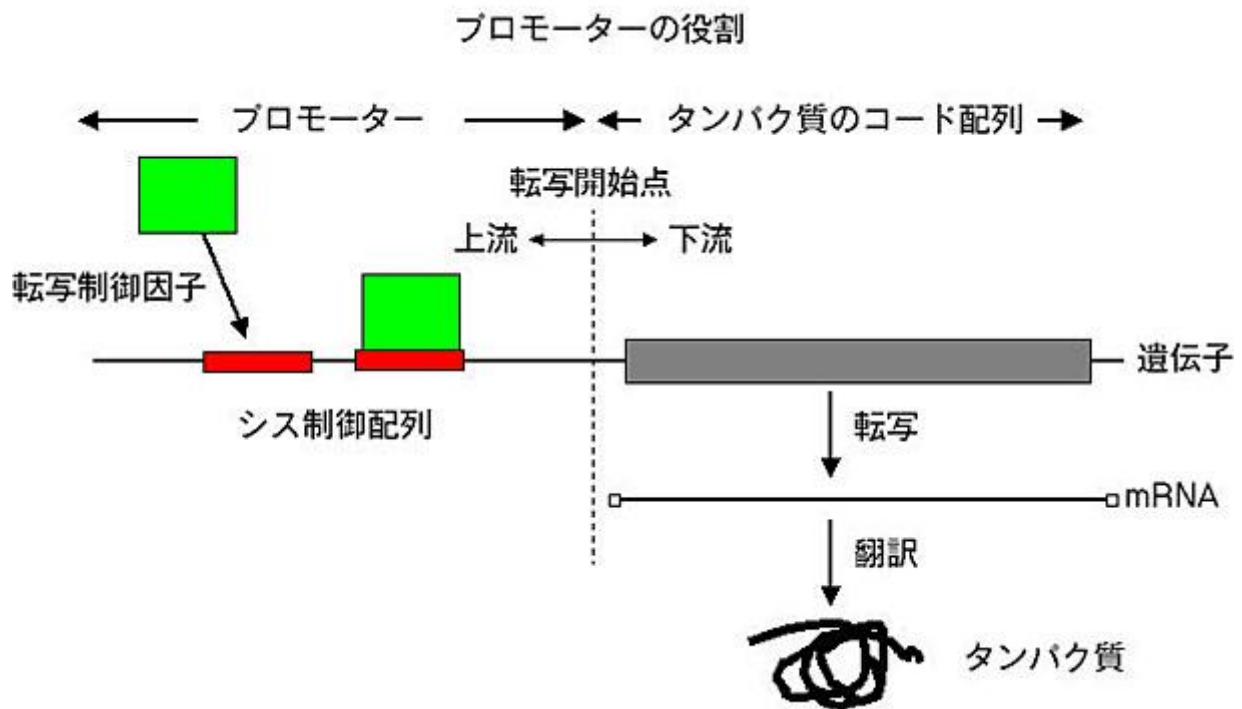 プロモーターの役割
プロモーター
タンパク質のコード配列
転写開始点
上流
下流
転写制御因子
遺伝子
シス制御配列
転写
mRNA
翻訳
タンパク質